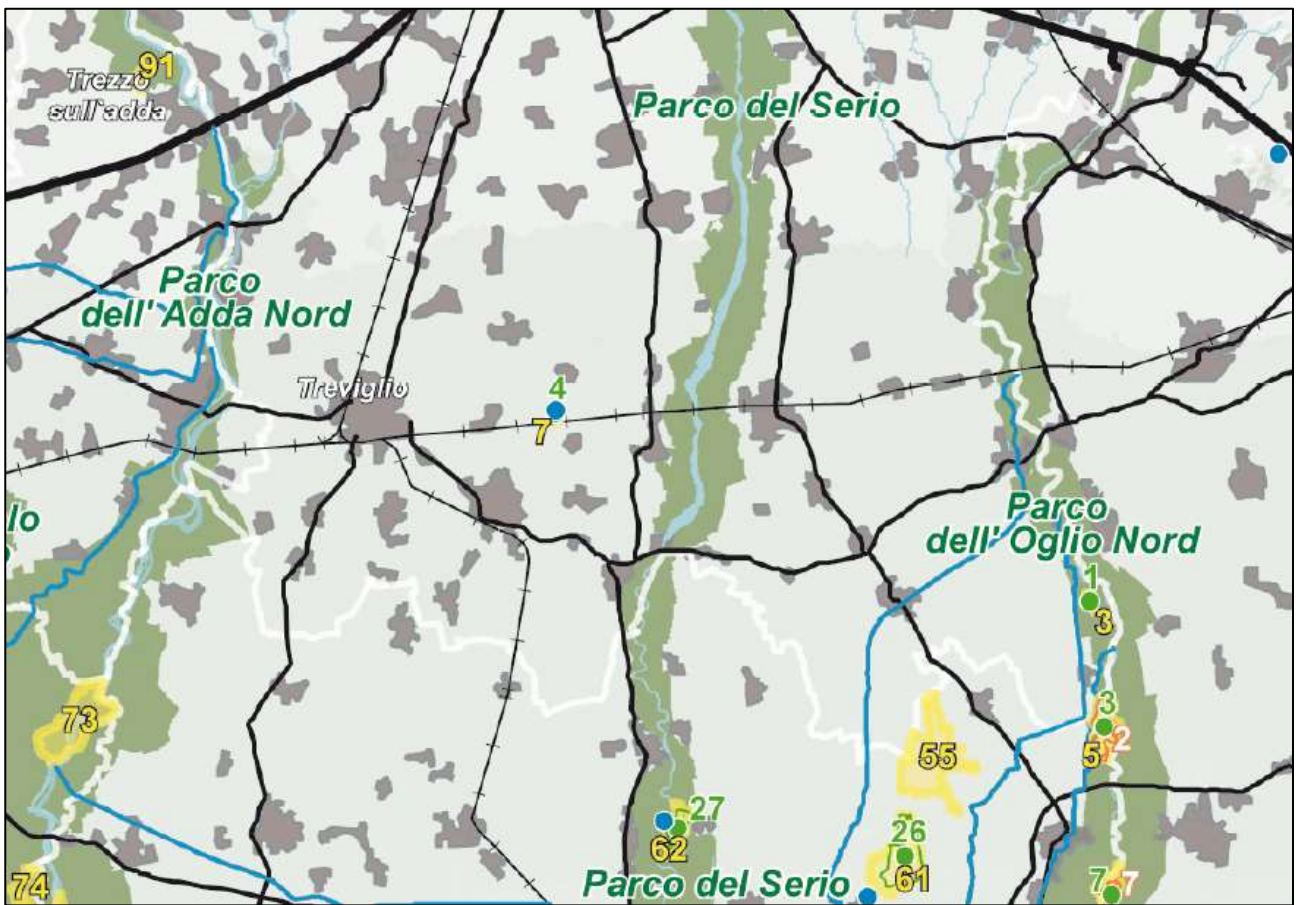 91
Trezzo
sull'adda
Parco del Serio
Parco
dell'Adda Nord
Treviglio
4
7
lo
Parco
dell'Oglio Nord
1
3
73
3
2
5
55
27
62
26
61
74
Parco del Serio
7
7